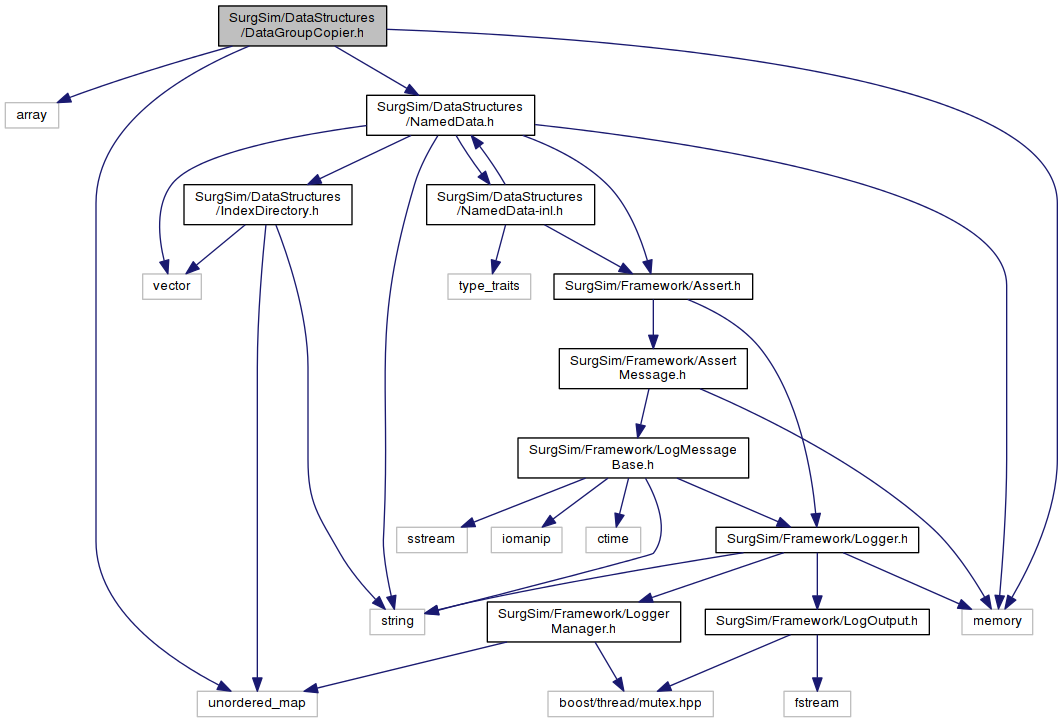 SurgSim/DataStructures
/DataGroupCopier.h
array
SurgSim/DataStructures
/NamedData.h
SurgSim/DataStructures
/IndexDirectory.h
SurgSim/DataStructures
/NamedData-inl.h
vector
type_traits
SurgSim/Framework/Assert.h
SurgSim/Framework/Assert
Message.h
SurgSim/Framework/LogMessage
Base.h
sstream
iomanip
ctime
SurgSim/Framework/Logger.h
string
SurgSim/Framework/Logger
Manager.h
SurgSim/Framework/LogOutput.h
memory
unordered_map
boost/thread/mutex.hpp
fstream